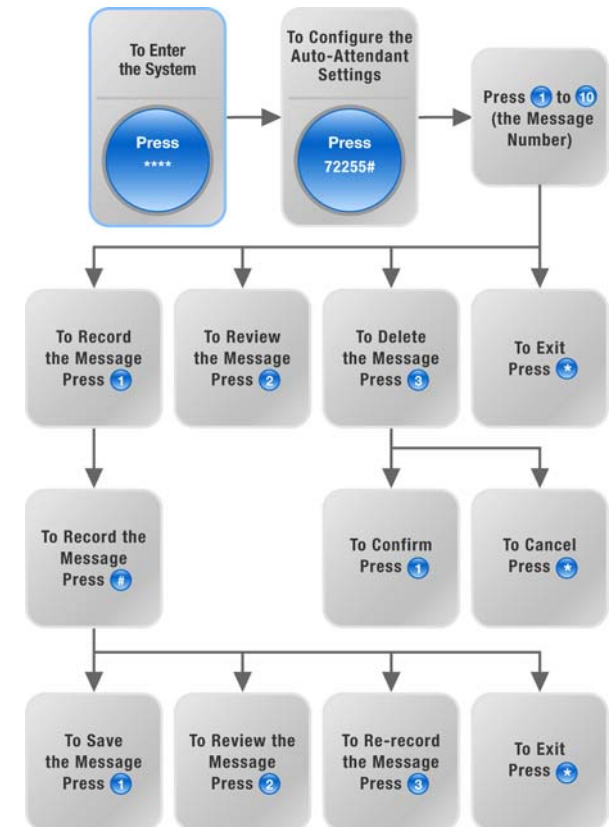 To Enter
the System
Press
****
To Configure the
Auto-Attendant
Settings
Press
72255#
Press 1 to 10
(the Message
Number)
To Record
the Message
Press 1
To Review
the Message
Press 2
To Delete
the Message
Press 3
To Exit
Press *
To Record the
Message
Press #
To Confirm
Press 1
To Cancel
Press *
To Save
the Message
Press 1
To Review the
Message
Press 2
To Re-record
the Message
Press 3
To Exit
Press *